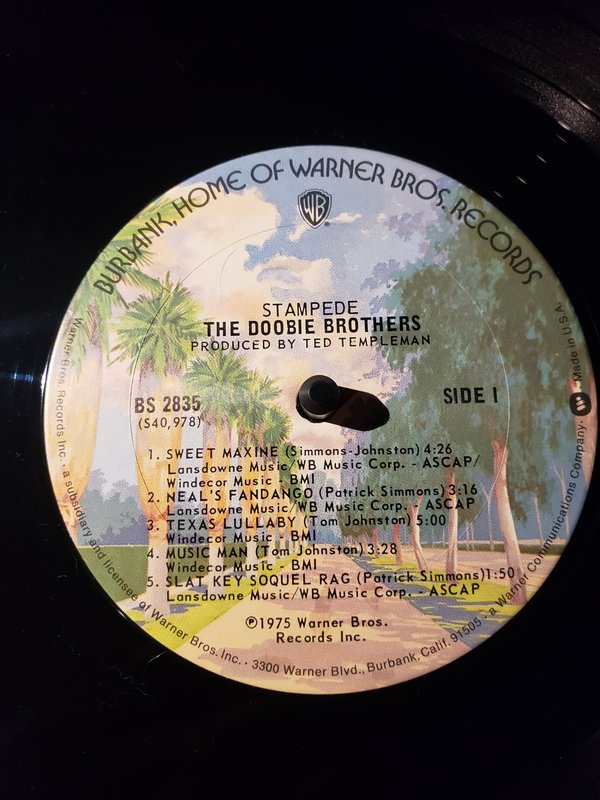 BURBANK, HOME OF WARNER BROS. RECORDS
WB
®
STAMPEDE
THE DOOBIE BROTHERS
PRODUCED BY TED TEMPLEMAN
BS 2835
(S40,978)
SIDE I
1. SWEET MAXINE (Simmons-Johnston) 4:26
Lansdowne Music/WB Music Corp. - ASCAP/
Windecor Music - BMI
2. NEAL'S FANDANGO (Patrick Simmons) 3:16
Lansdowne Music/WB Music Corp. - ASCAP
3. TEXAS LULLABY (Tom Johnston) 5:00
Windecor Music - BMI
4. MUSIC MAN (Tom Johnston) 3:28
Windecor Music - BMI
5. SLAT KEY SOQUEL RAG (Patrick Simmons) 1:50
Lansdowne Music/WB Music Corp. - ASCAP
℗1975 Warner Bros.
Records Inc.
Warner Bros. Records Inc. · a subsidiary and licensee of Warner Bros. Inc. · 3300 Warner Blvd., Burbank, Calif. 91505 · a Warner Communications Company · Made in U.S.A.